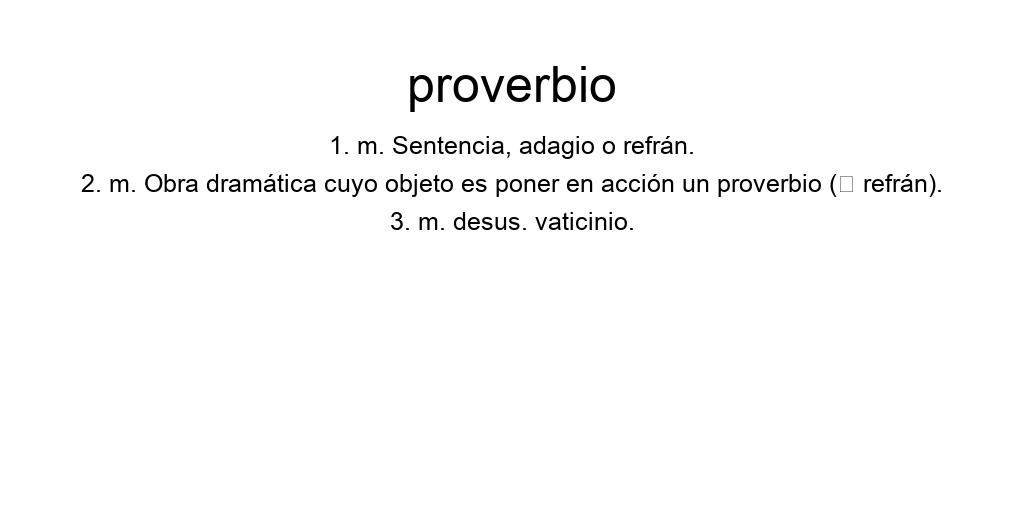 proverbio
1. m. Sentencia, adagio o refrán.
2. m. Obra dramática cuyo objeto es poner en acción un proverbio (□ refrán).
3. m. desus. vaticinio.